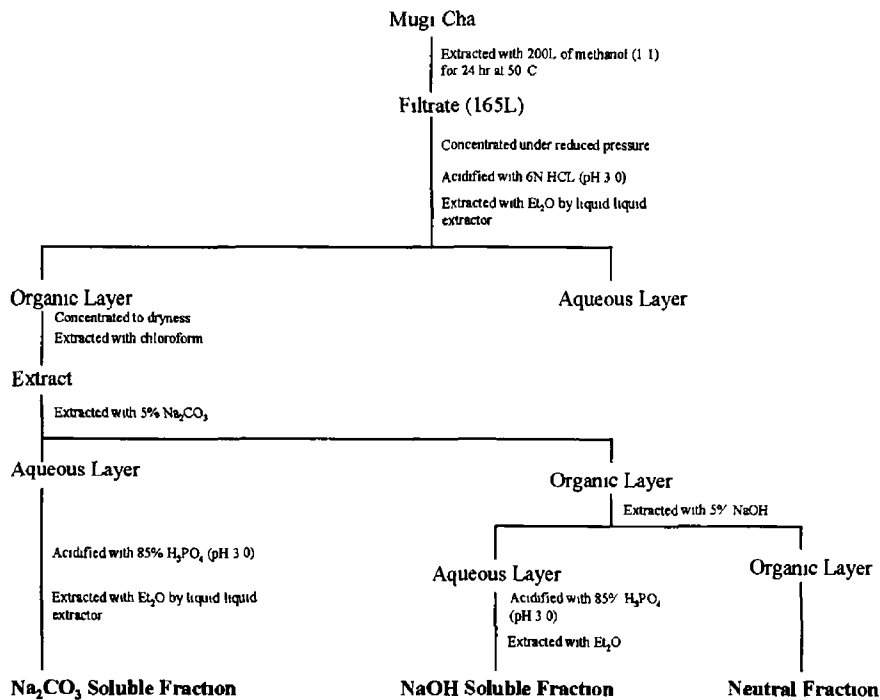 Mugi Cha
Extracted with 200L of methanol (1 1)
for 24 hr at 50 C
Filtrate (165L)
Concentrated under reduced pressure
Acidified with 6N HCL (pH 3 0)
Extracted with Et₂O by liquid liquid
extractor
Organic Layer
Aqueous Layer
Concentrated to dryness
Extracted with chloroform
Extract
Extracted with 5% Na₂CO₃
Aqueous Layer
Organic Layer
Extracted with 5% NaOH
Acidified with 85% H₃PO₄ (pH 3 0)
Extracted with Et₂O by liquid liquid
extractor
Aqueous Layer
Organic Layer
Acidified with 85% H₃PO₄
(pH 3 0)
Extracted with Et₂O
Na₂CO₃ Soluble Fraction
NaOH Soluble Fraction
Neutral Fraction